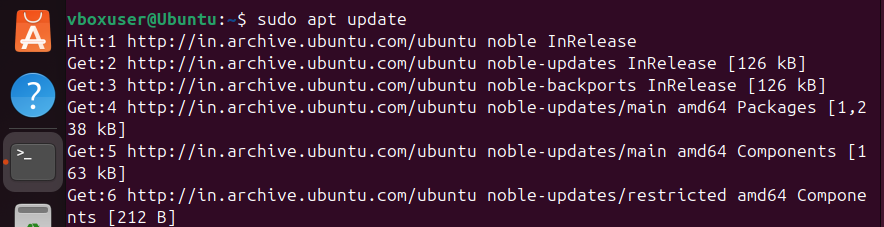 vboxuser@Ubuntu:~$ sudo apt update
Hit:1 http://in.archive.ubuntu.com/ubuntu noble InRelease
Get:2 http://in.archive.ubuntu.com/ubuntu noble-updates InRelease [126 kB]
Get:3 http://in.archive.ubuntu.com/ubuntu noble-backports InRelease [126 kB]
Get:4 http://in.archive.ubuntu.com/ubuntu noble-updates/main amd64 Packages [1,2
38 kB]
Get:5 http://in.archive.ubuntu.com/ubuntu noble-updates/main amd64 Components [1
63 kB]
Get:6 http://in.archive.ubuntu.com/ubuntu noble-updates/restricted amd64 Compone
nts [212 B]